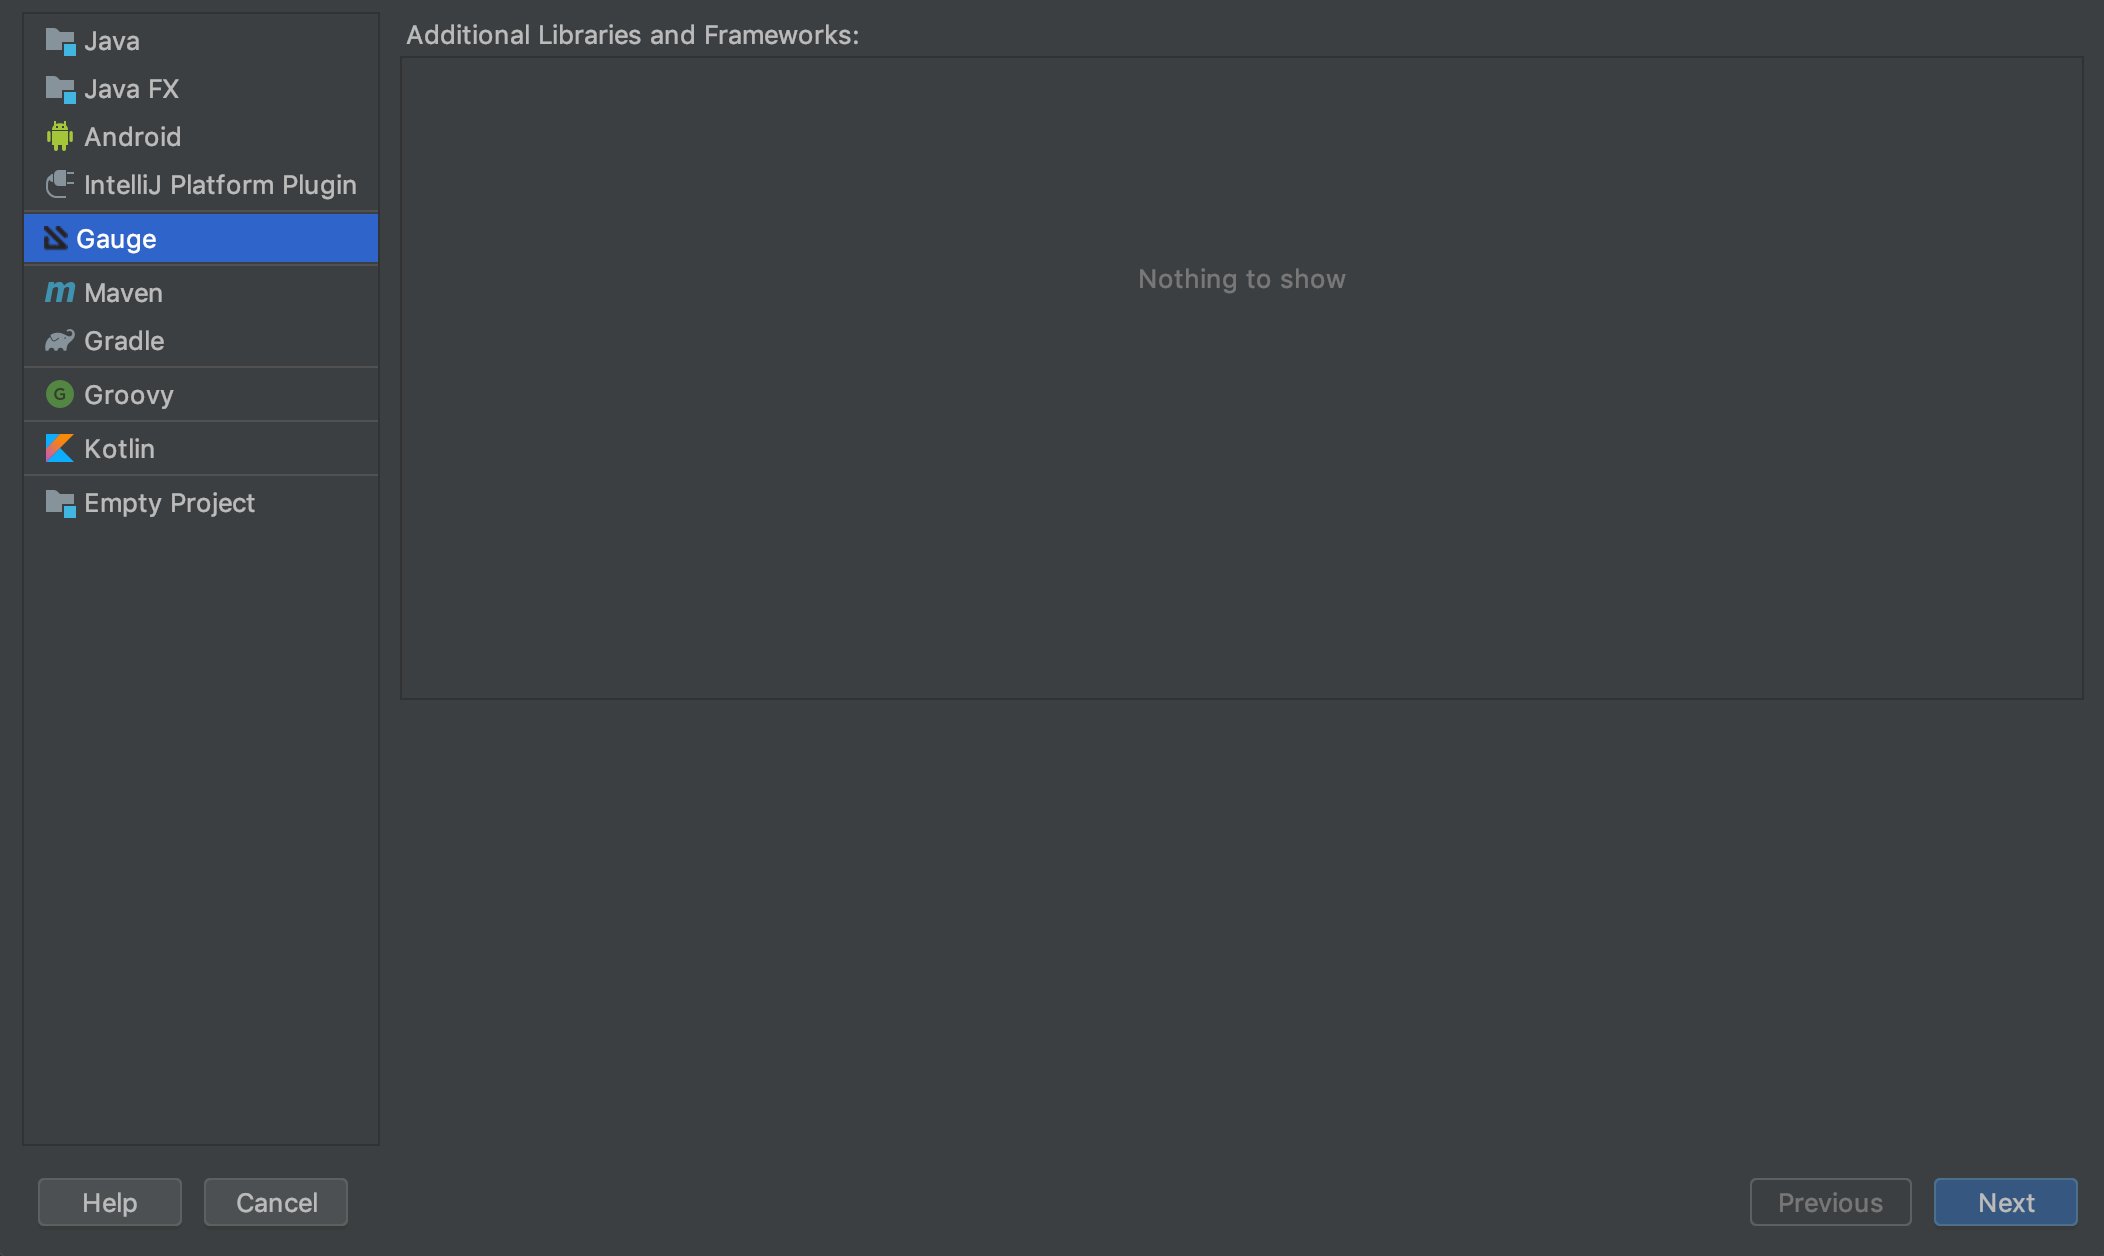 Java
Java FX
Android
IntelliJ Platform Plugin
Gauge
Maven
Gradle
Groovy
Kotlin
Empty Project
Additional Libraries and Frameworks:
Nothing to show
Help
Cancel
Previous
Next